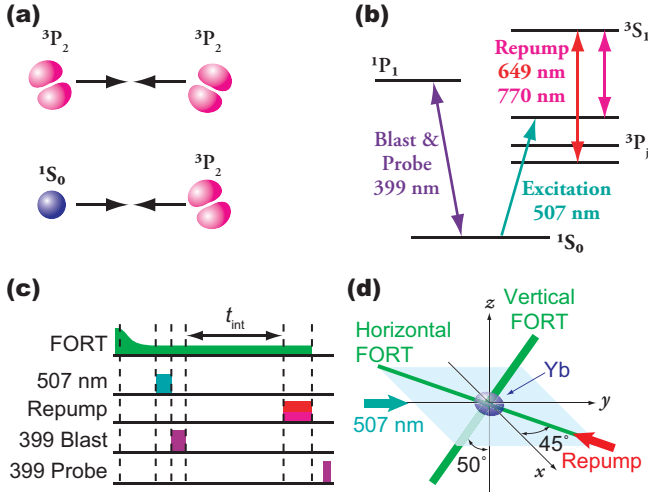 (a)
³P₂ ³P₂
¹S₀ ³P₂
(b)
³S₁
¹P₁
Repump
649 nm
770 nm
Blast &
Probe
399 nm
³Pⱼ
Excitation
507 nm
¹S₀
(c)
t_int
FORT
507 nm
Repump
399 Blast
399 Probe
(d)
z
Vertical
FORT
Horizontal
FORT
Yb
y
507 nm
45°
50°
x
Repump